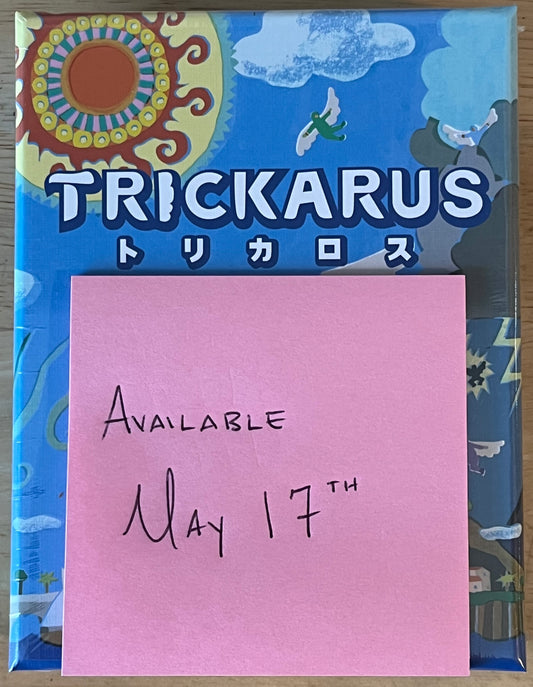 TRICKARUS
トリカロス
AVAILABLE
MAY 17TH